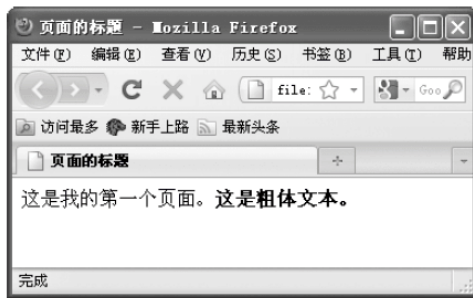 页面的标题 - Mozilla Firefox
文件(F) 编辑(E) 查看(V) 历史(S) 书签(B) 工具(T) 帮助
file: Goo
访问最多 新手上路 最新头条
页面的标题
这是我的第一个页面。这是粗体文本。
完成